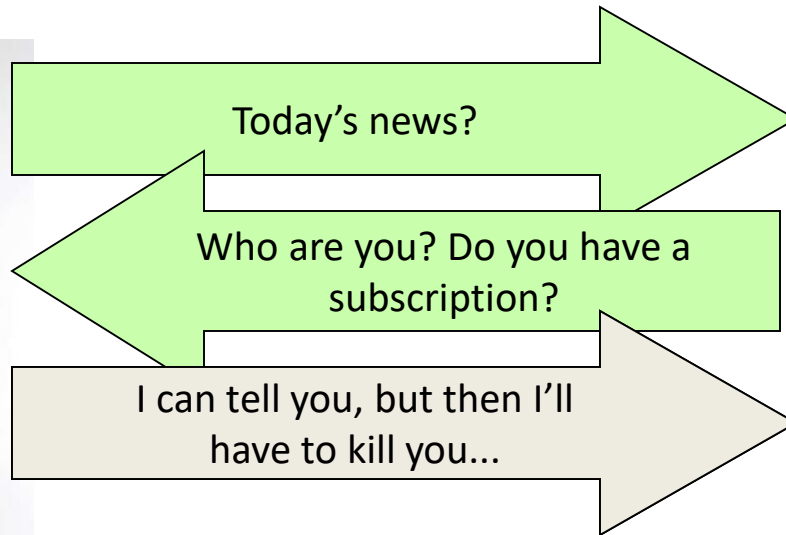 Today’s news?
Who are you? Do you have a
subscription?
I can tell you, but then I’ll
have to kill you...